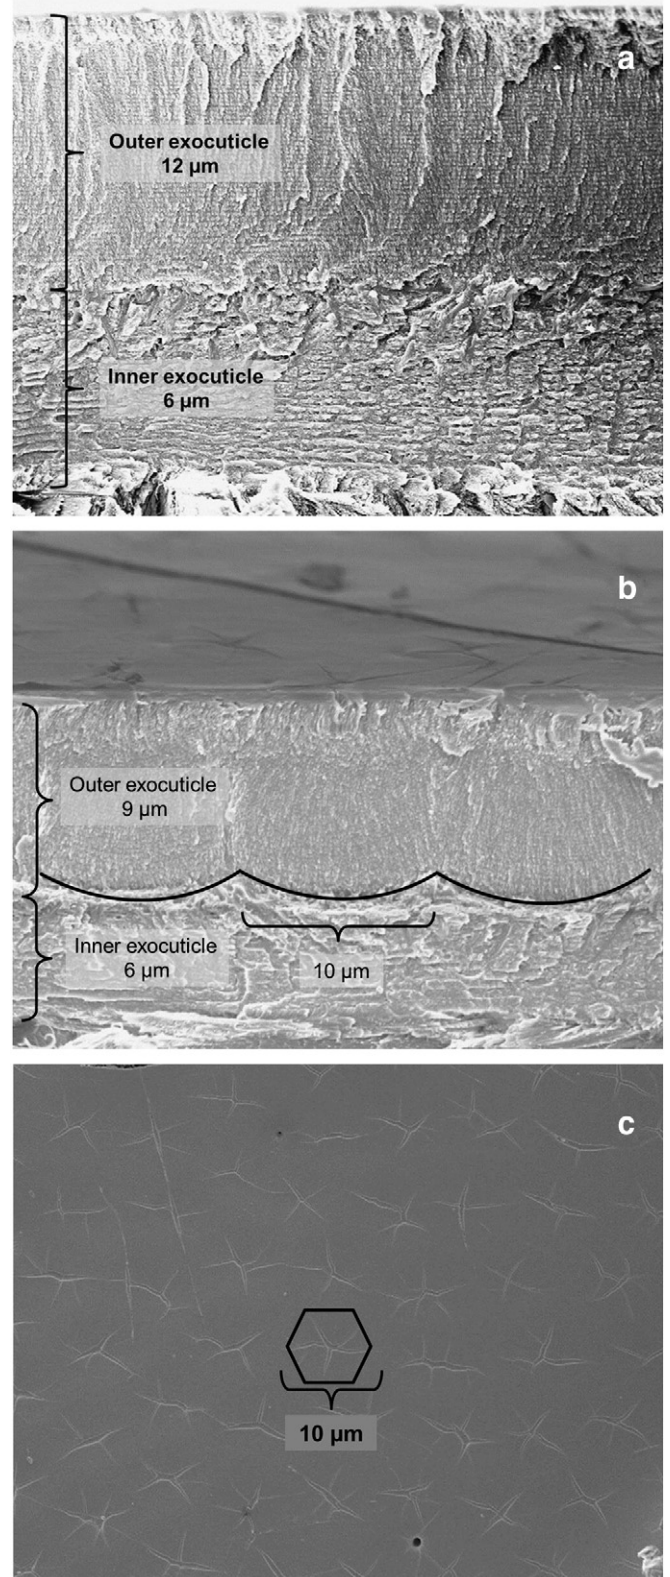 a
Outer exocuticle
12 µm
Inner exocuticle
6 µm
b
Outer exocuticle
9 µm
Inner exocuticle
6 µm
10 µm
c
10 µm